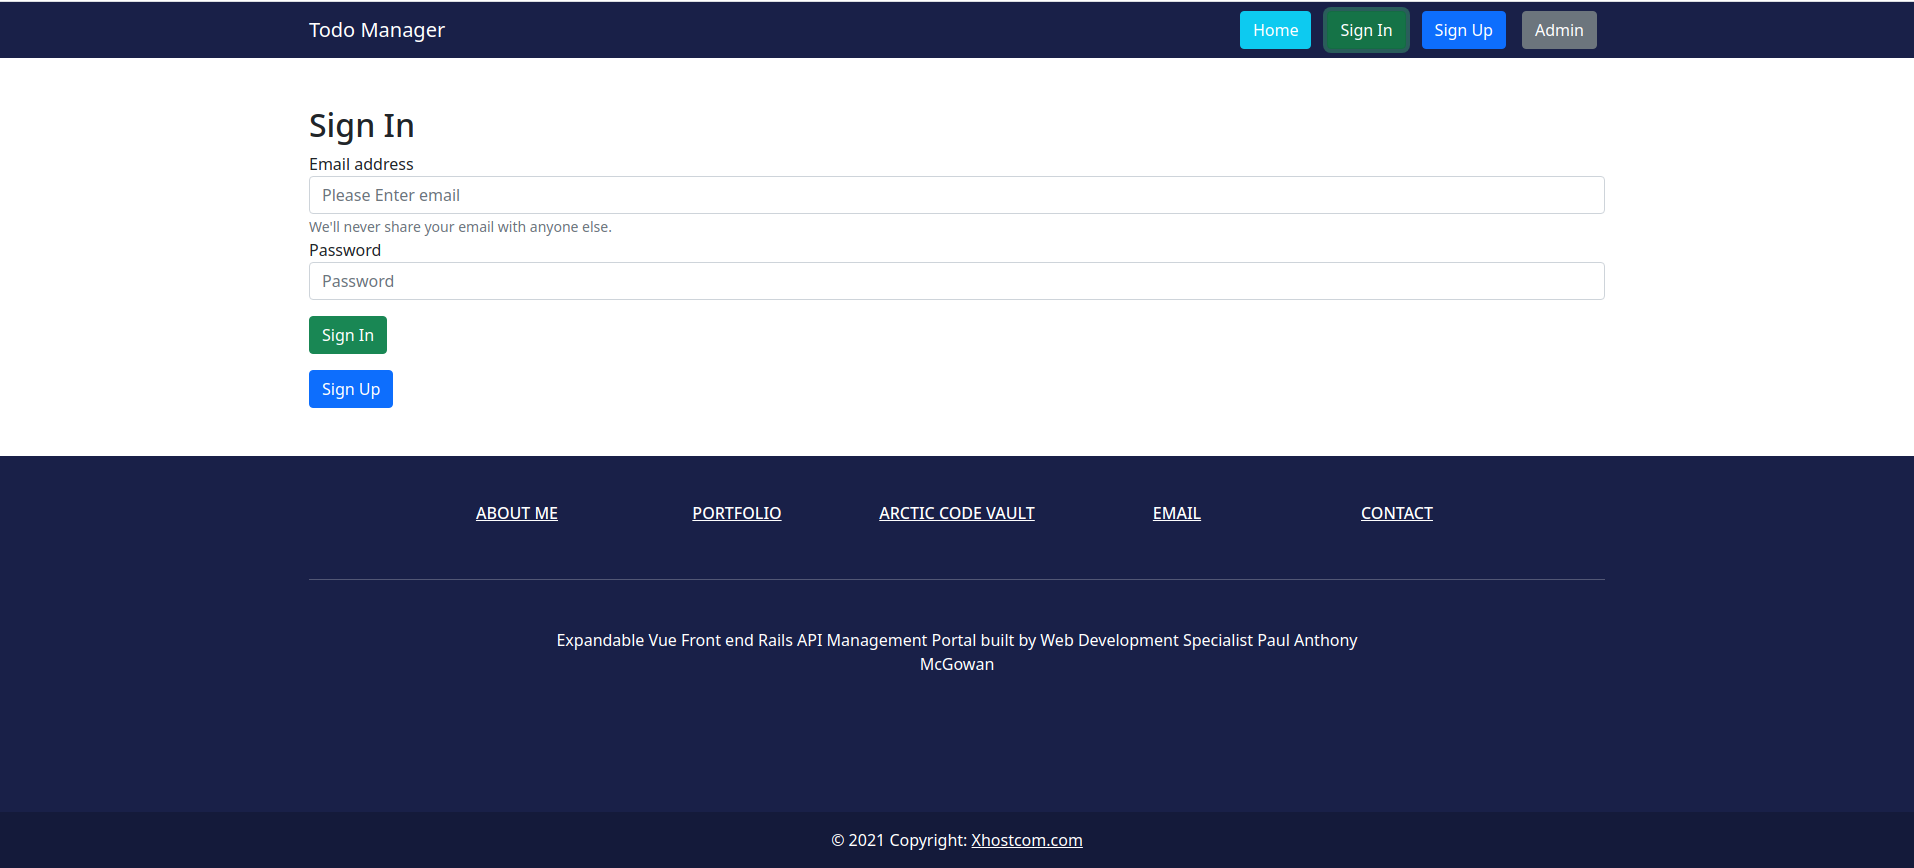 Todo Manager
Home
Sign In
Sign Up
Admin
Sign In
Email address
Please Enter email
We'll never share your email with anyone else.
Password
Password
Sign In
Sign Up
ABOUT ME
PORTFOLIO
ARCTIC CODE VAULT
EMAIL
CONTACT
Expandable Vue Front end Rails API Management Portal built by Web Development Specialist Paul Anthony
McGowan
© 2021 Copyright: Xhostcom.com